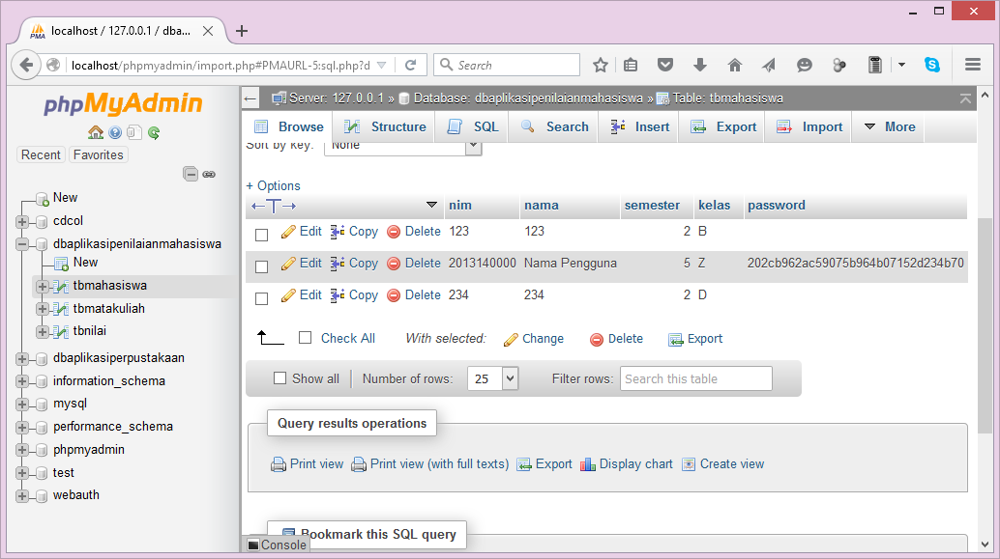 localhost / 127.0.0.1 / dba...
localhost/phpmyadmin/import.php#PMAURL-5:sql.php?d
Search
phpMyAdmin
Recent Favorites
New
cdcol
dbaplikasipenilaianmahasiswa
New
tbmahasiswa
tbmatakuliah
tbnilai
dbaplikasiperpustakaan
information_schema
mysql
performance_schema
phpmyadmin
test
webauth
Server: 127.0.0.1 » Database: dbaplikasipenilaianmahasiswa » Table: tbmahasiswa
Browse Structure SQL Search Insert Export Import More
Sort by key: None
+ Options
nim nama semester kelas password
Edit Copy Delete 123 123 2 B
Edit Copy Delete 2013140000 Nama Pengguna 5 Z 202cb962ac59075b964b07152d234b70
Edit Copy Delete 234 234 2 D
Check All With selected: Change Delete Export
Show all Number of rows: 25 Filter rows: Search this table
Query results operations
Print view Print view (with full texts) Export Display chart Create view
Bookmark this SQL query
Console